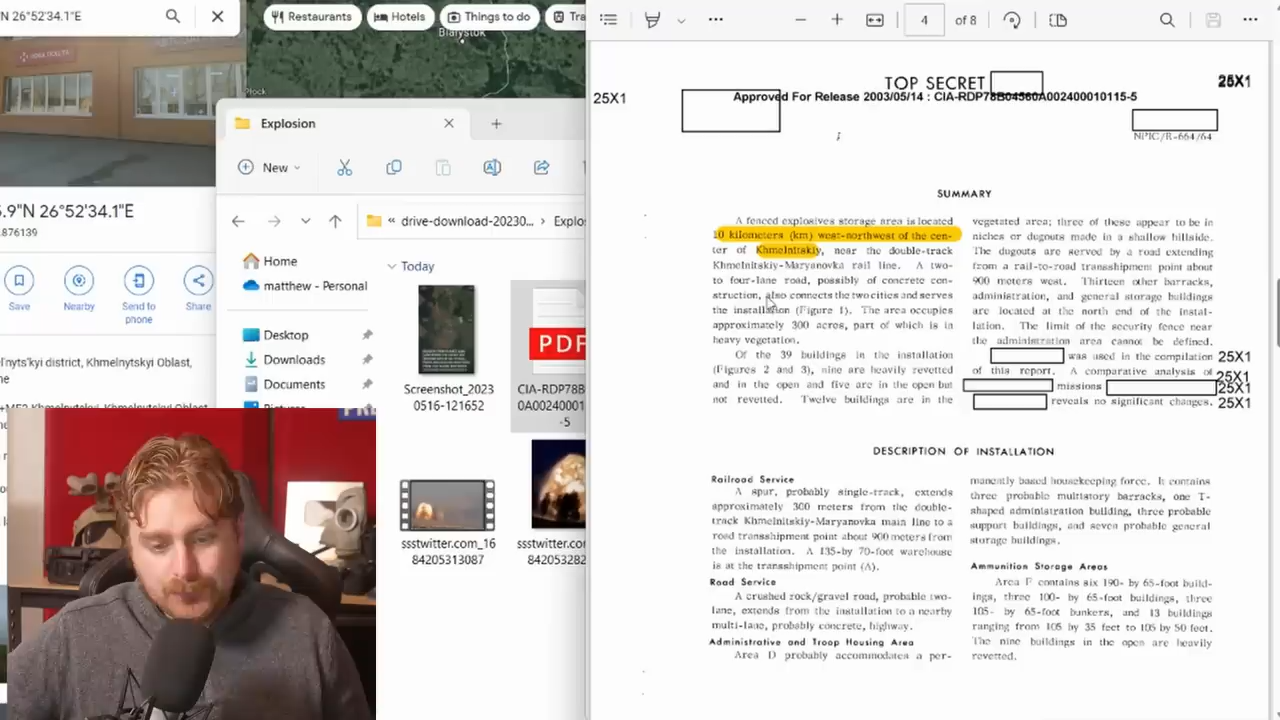 N 26°52'34.1"E
Restaurants
Hotels
Things to do
Tra
Białystok
Płock
5.9"N 26°52'34.1"E
.876139
Save
Nearby
Send to
phone
Share
el'nyts'kyi district, Khmelnytskyi Oblast,
ne
+MF2 Khmelnytskyi, Khmelnytskyi Oblast
Explosion
New
drive-download-20230...
Explo
Home
matthew - Personal
Desktop
Downloads
Documents
Pictures
Today
Screenshot_2023
0516-121652
PDF
CIA-RDP78B
0A00240001
-5
ssstwitter.com_16
84205313087
ssstwitter.com_
8420532820
4
of 8
TOP SECRET
25X1
25X1
Approved For Release 2003/05/14 : CIA-RDP78B04560A002400010115-5
NPIC/R-664/64
SUMMARY
A fenced explosives storage area is located
10 kilometers (km) west-northwest of the cen-
ter of Khmelnitskiy, near the double-track
Khmelnitskiy-Maryanovka rail line. A two-
to four-lane road, possibly of concrete con-
struction, also connects the two cities and serves
the installation (Figure 1). The area occupies
approximately 300 acres, part of which is in
heavy vegetation.
Of the 39 buildings in the installation
(Figures 2 and 3), nine are heavily revetted
and in the open and five are in the open but
not revetted. Twelve buildings are in the
vegetated area; three of these appear to be in
niches or dugouts made in a shallow hillside.
The dugouts are served by a road extending
from a rail-to-road transshipment point about
900 meters west. Thirteen other barracks,
administration, and general storage buildings
are located at the north end of the instal-
lation. The limit of the security fence near
the administration area cannot be defined.
was used in the compilation
25X1
of this report. A comparative analysis of
25X1
missions
25X1
reveals no significant changes.
25X1
DESCRIPTION OF INSTALLATION
Railroad Service
A spur, probably single-track, extends
approximately 300 meters from the double-
track Khmelnitskiy-Maryanovka main line to a
road transshipment point about 900 meters from
the installation. A 135-by 70-foot warehouse
is at the transshipment point (A).
Road Service
A crushed rock/gravel road, probable two-
lane, extends from the installation to a nearby
multi-lane, probably concrete, highway.
Administrative and Troop Housing Area
Area D probably accommodates a per-
manently based housekeeping force. It contains
three probable multistory barracks, one T-
shaped administration building, three probable
support buildings, and seven probable general
storage buildings.
Ammunition Storage Areas
Area F contains six 190- by 65-foot build-
ings, three 100- by 65-foot buildings, three
105- by 65-foot bunkers, and 13 buildings
ranging from 105 by 35 feet to 105 by 50 feet.
The nine buildings in the open are heavily
revetted.